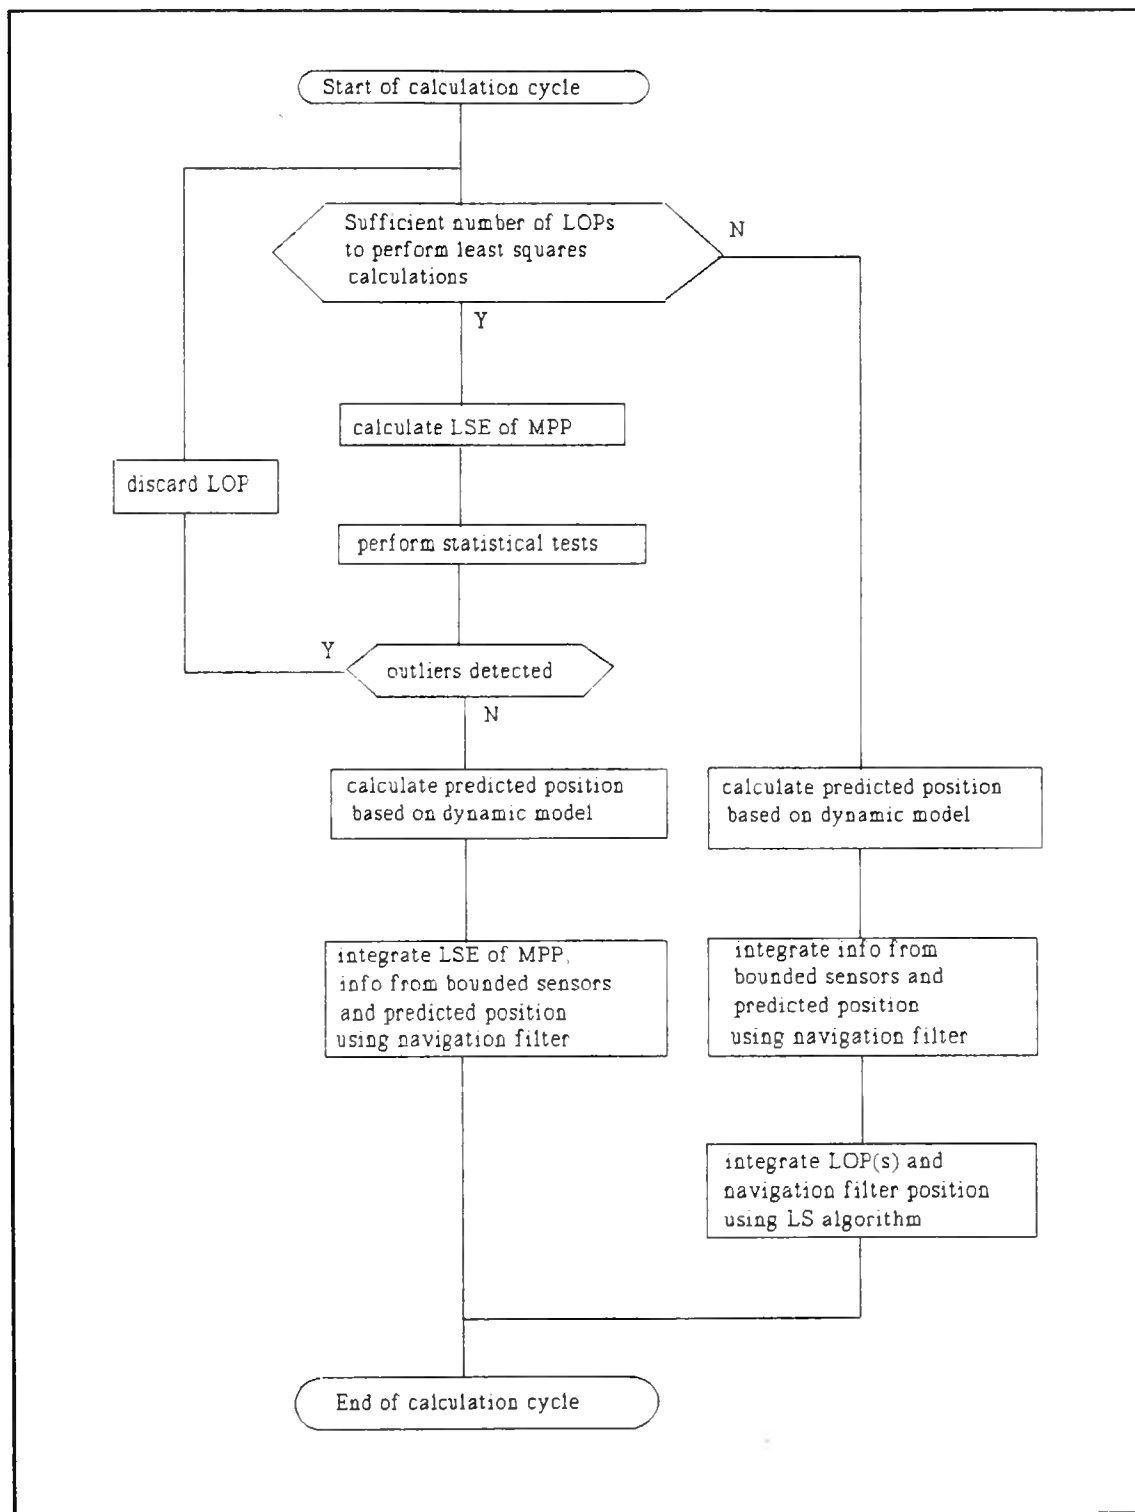 Start of calculation cycle
Sufficient number of LOPs
to perform least squares
calculations
N
Y
calculate LSE of MPP
discard LOP
perform statistical tests
Y
outliers detected
N
calculate predicted position
based on dynamic model
calculate predicted position
based on dynamic model
integrate LSE of MPP,
info from bounded sensors
and predicted position
using navigation filter
integrate info from
bounded sensors and
predicted position
using navigation filter
integrate LOP(s) and
navigation filter position
using LS algorithm
End of calculation cycle